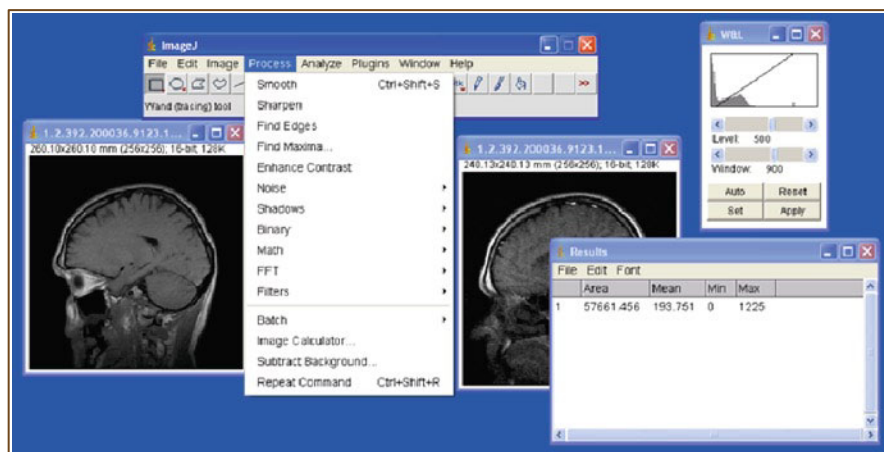 ImageJ
File Edit Image Process Analyze Plugins Window Help
>>
Wand (tracing) tool
Smooth Ctrl+Shift+S
Sharpen
Find Edges
Find Maxima...
Enhance Contrast
Noise
Shadows
Binary
Math
FFT
Filters
Batch
Image Calculator...
Subtract Background...
Repeat Command Ctrl+Shift+R
1.2.392.200036.9123.1...
260.10x260.10 mm (256x256); 16-bit; 128K
1.2.392.200036.9123.1...
240.13x240.13 mm (256x256); 16-bit; 128K
W&L
Level: 500
Window: 900
Auto Reset
Set Apply
Results
File Edit Font
Area Mean Min Max
1 57661.456 193.751 0 1225